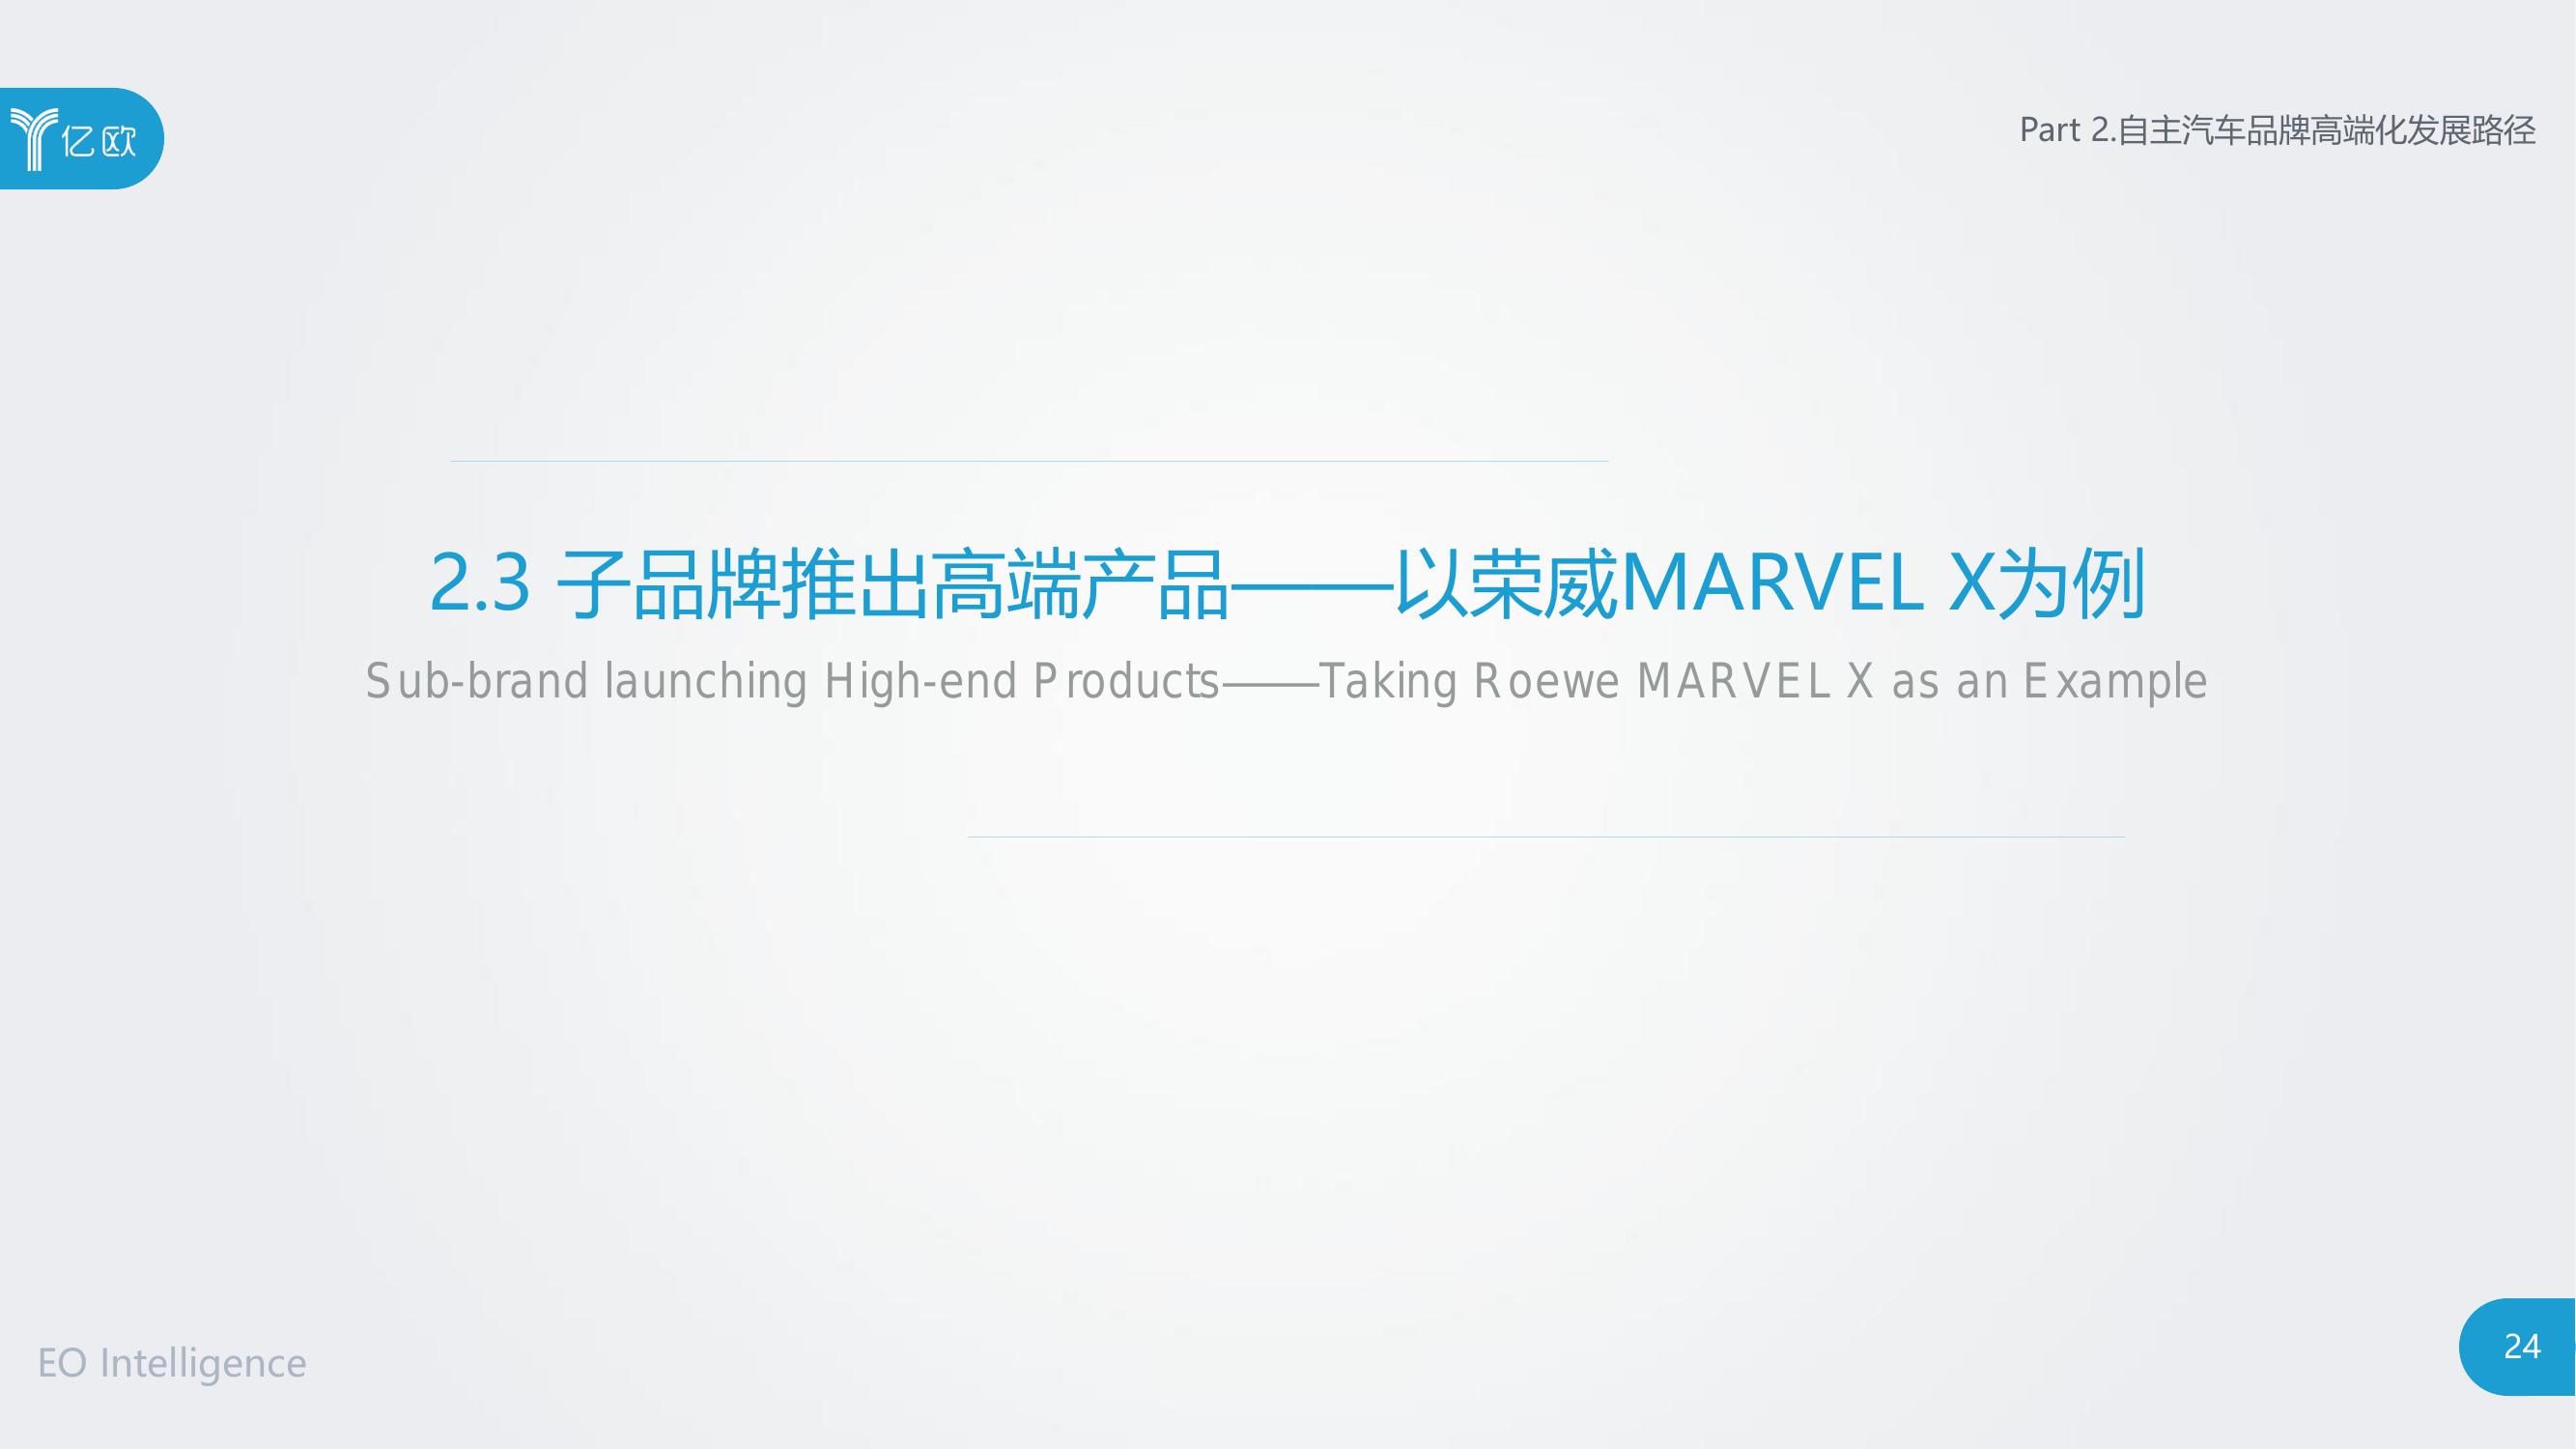 亿欧
Part 2.自主汽车品牌高端化发展路径
2.3 子品牌推出高端产品——以荣威MARVEL X为例
Sub-brand launching High-end Products——Taking Roewe MARVEL X as an Example
EO Intelligence
24